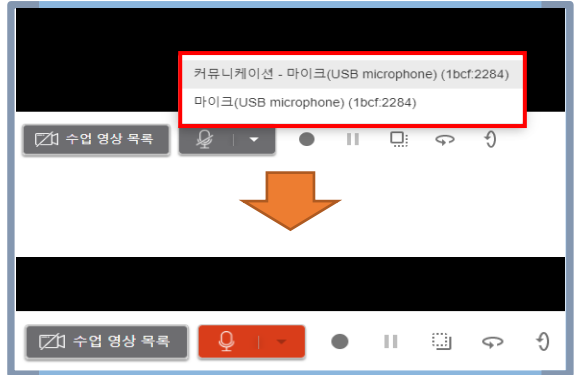 커뮤니케이션 - 마이크(USB microphone) (1bcf:2284)
마이크(USB microphone) (1bcf:2284)
수업 영상 목록
수업 영상 목록